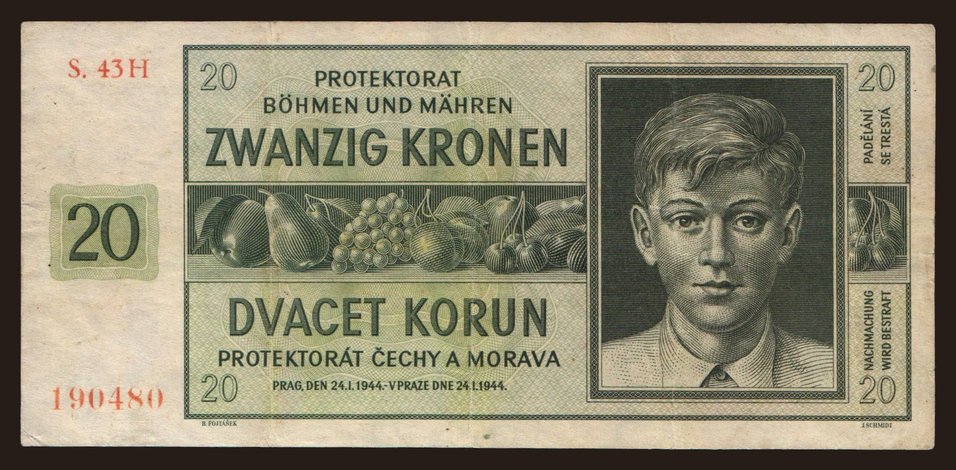 S. 43 H
20
PROTEKTORAT
BÖHMEN UND MÄHREN
ZWANZIG KRONEN
20
PADĚLÁNÍ
SE TRESTÁ
20
DVACET KORUN
PROTEKTORÁT ČECHY A MORAVA
20
PRAG, DEN 24. I. 1944.-V PRAZE DNE 24. I. 1944.
NACHMACHUNG
WIRD BESTRAFT
20
190480
B. FOJTÁŠEK
J. SCHMIDT